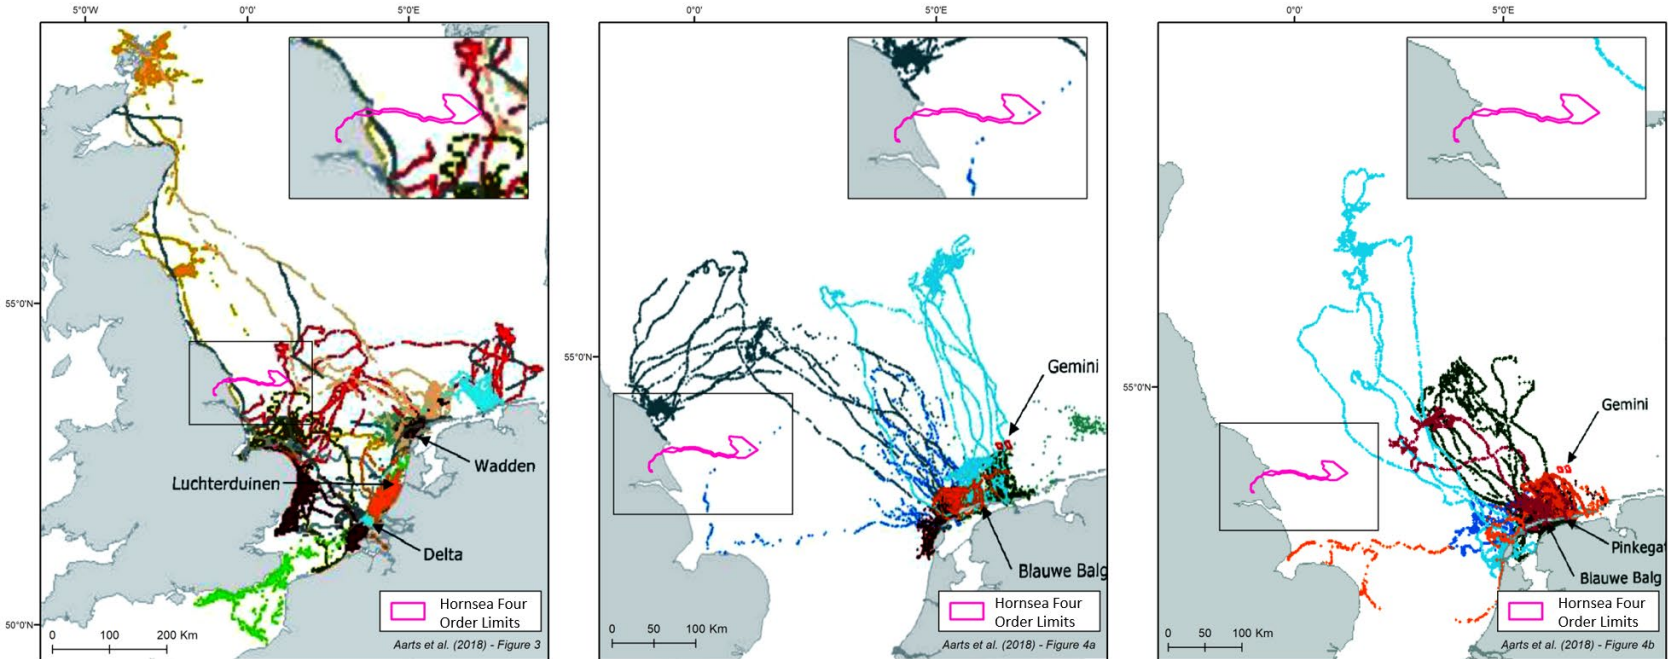 5°0'W
0°0'
5°0'E
55°0'N
50°0'N
Luchterduinen
Wadden
Delta
Hornsea Four
Order Limits
0 100 200 Km
Aarts et al. (2018) - Figure 3
0°0'
5°0'E
55°0'N
Gemini
Blauwe Balg
Hornsea Four
Order Limits
0 50 100 Km
Aarts et al. (2018) - Figure 4a
0°0'
5°0'E
55°0'N
Gemini
Pinkegat
Blauwe Balg
Hornsea Four
Order Limits
0 50 100 Km
Aarts et al. (2018) - Figure 4b